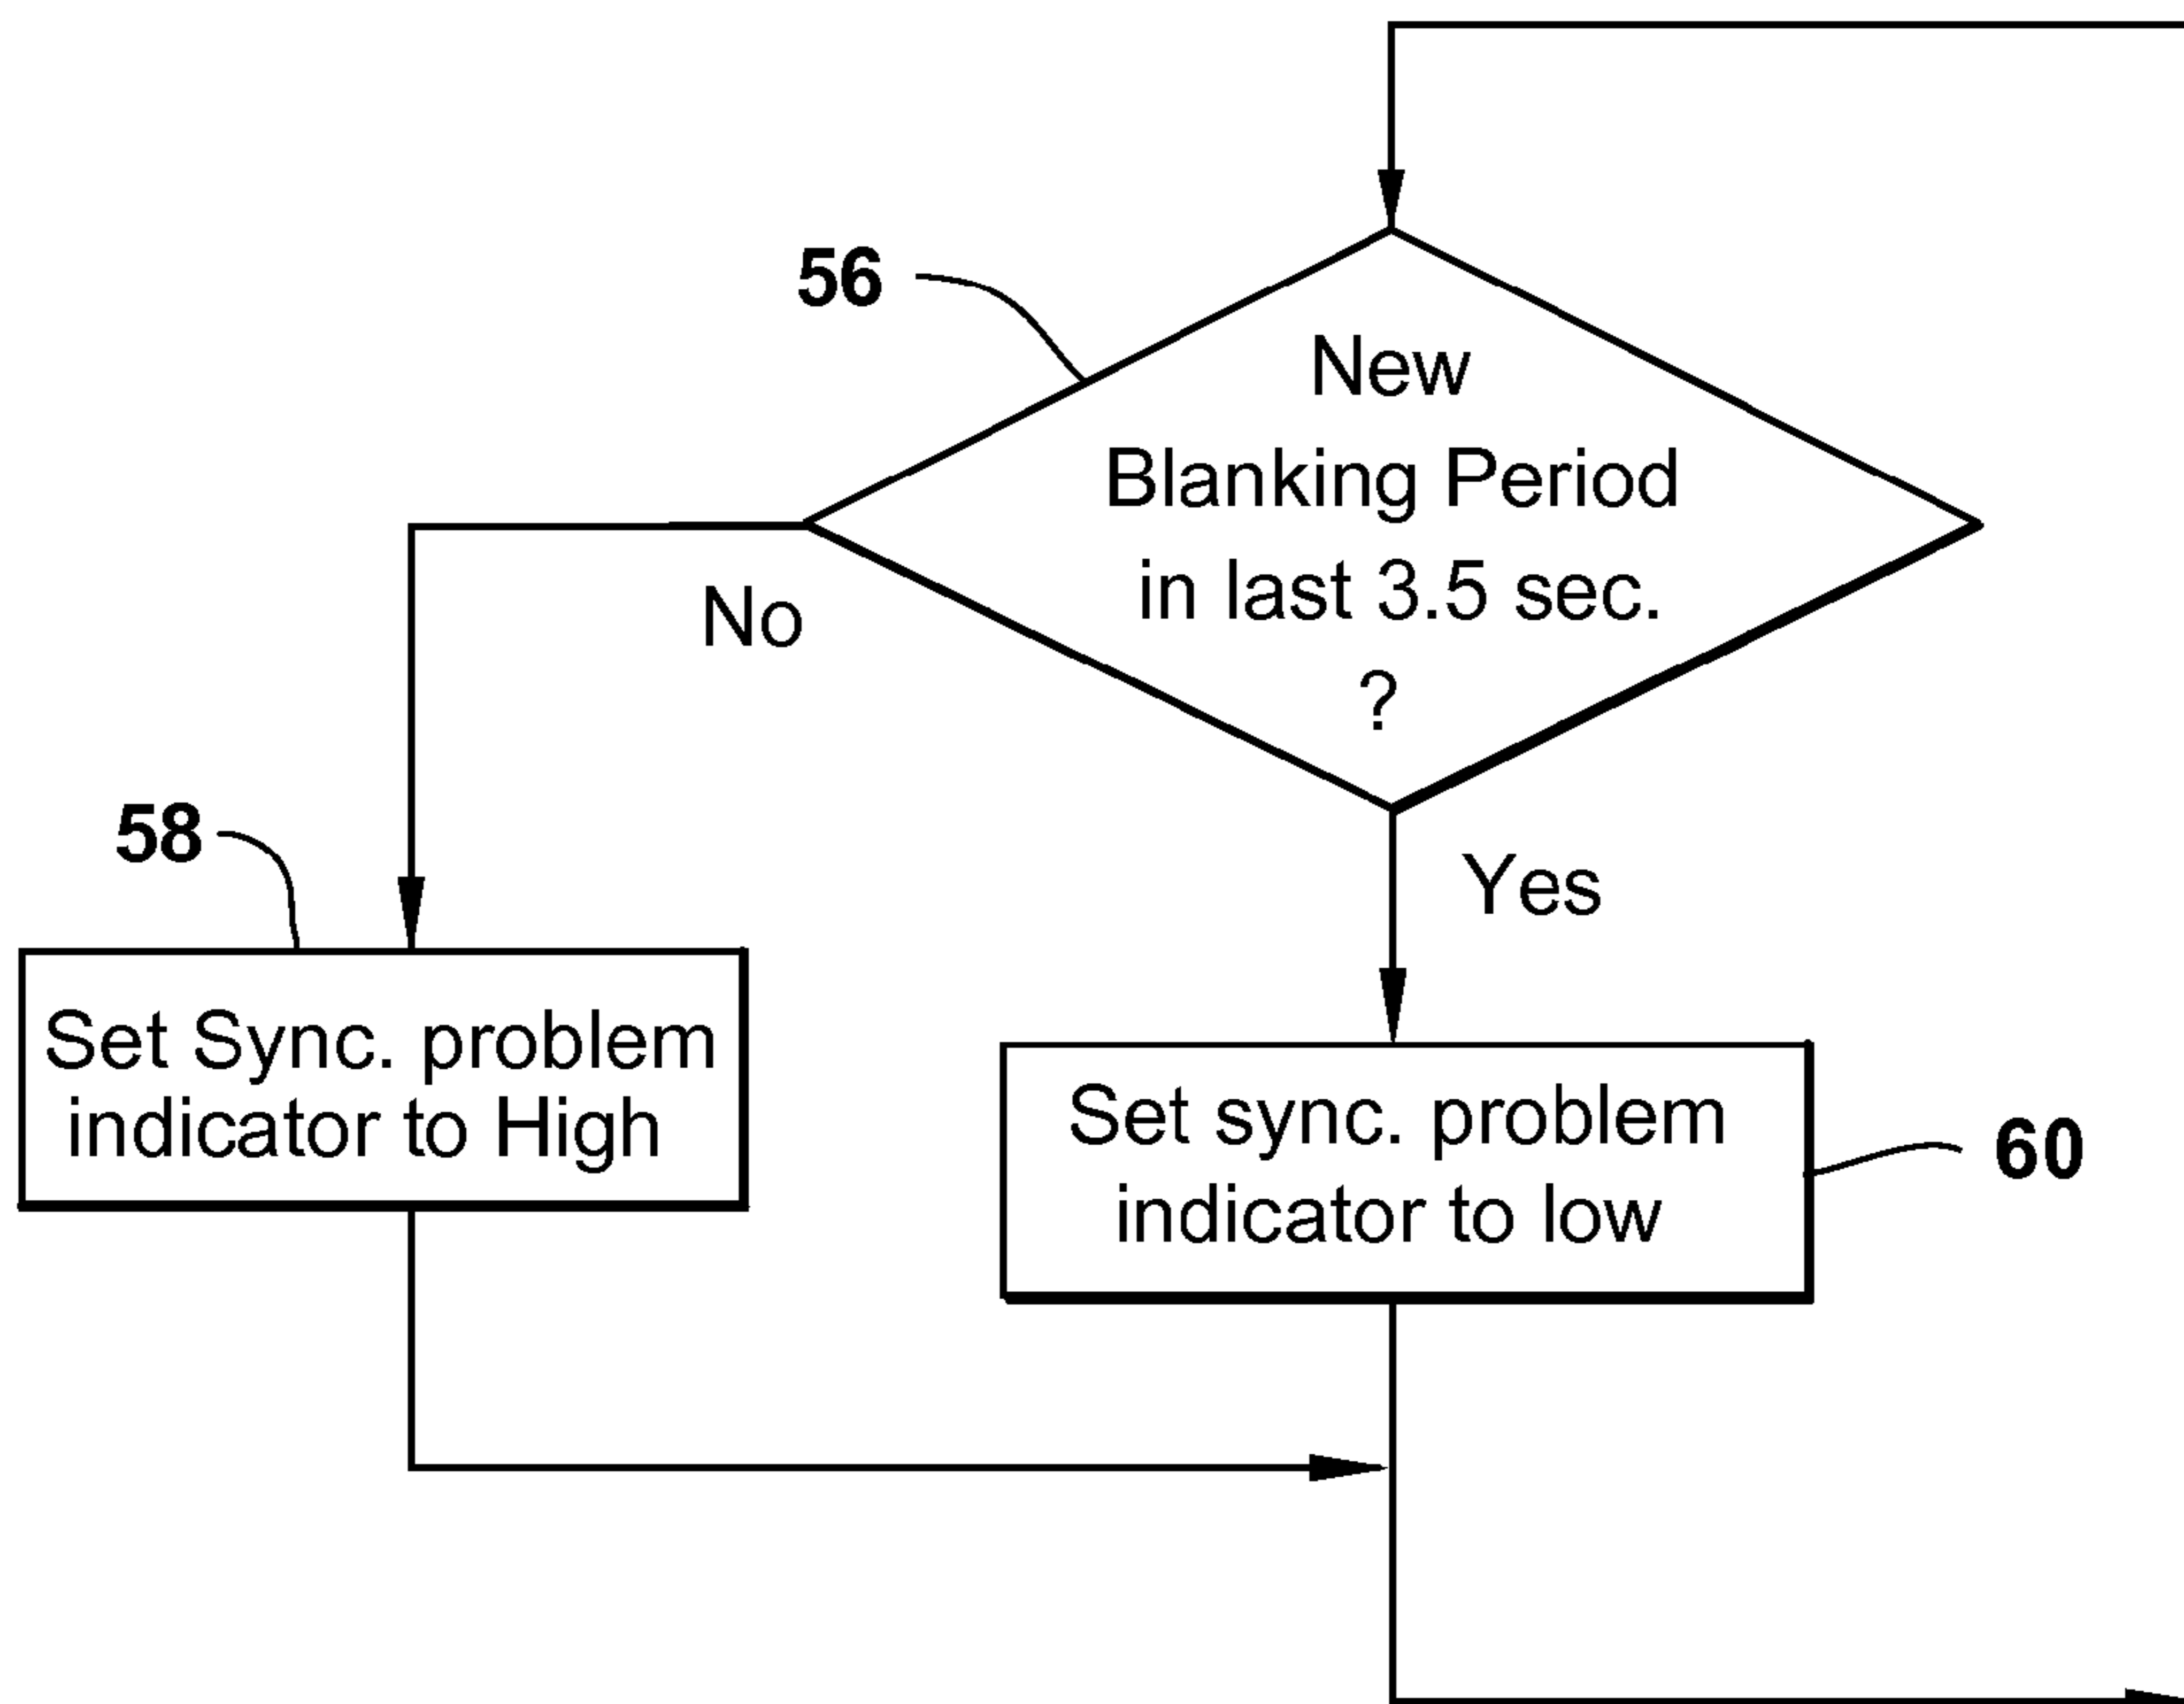 56
New
Blanking Period
in last 3.5 sec.
?
No
Yes
58
Set Sync. problem
indicator to High
Set sync. problem
indicator to low
60